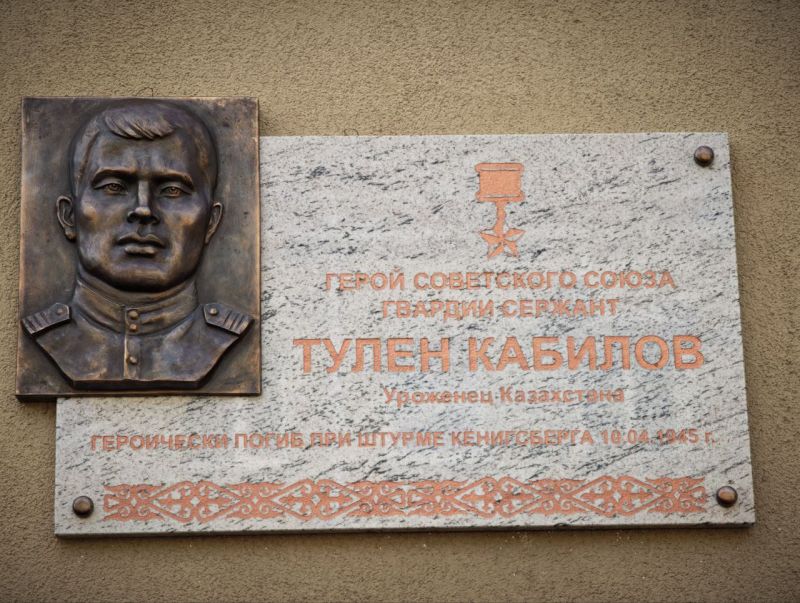 ГЕРОЙ СОВЕТСКОГО СОЮЗА
ГВАРДИИ СЕРЖАНТ
ТУЛЕН КАБИЛОВ
Уроженец Казахстана
ГЕРОИЧЕСКИ ПОГИБ ПРИ ШТУРМЕ КЕНИГСБЕРГА 10.04.1945 г.